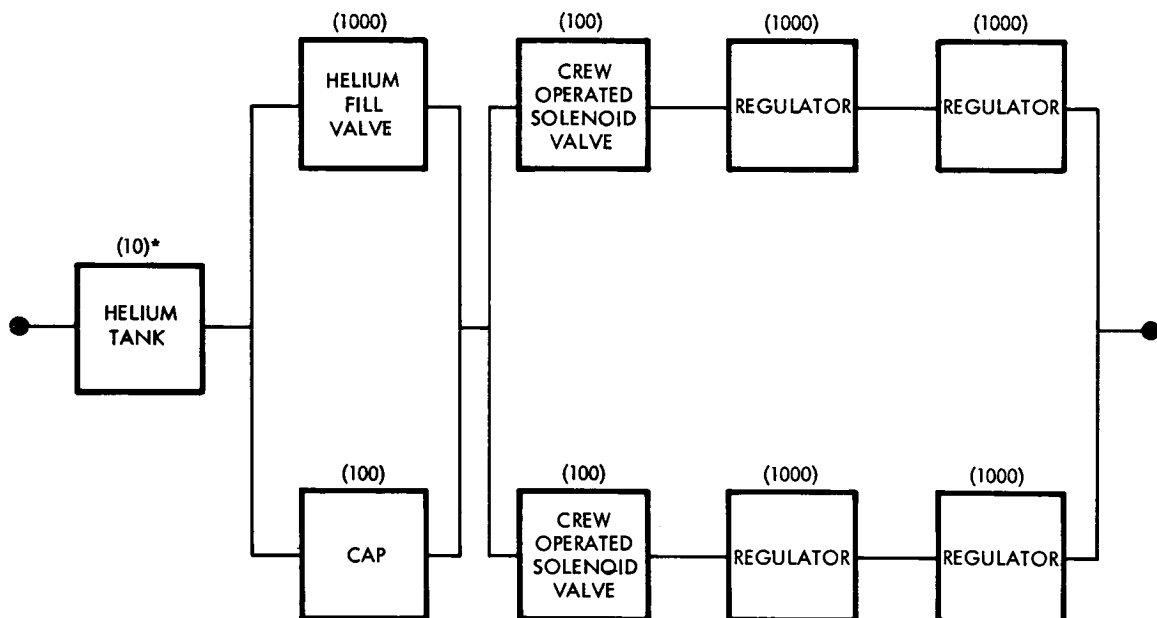 (1000)
HELIUM
FILL
VALVE
(100)
CREW
OPERATED
SOLENOID
VALVE
(1000)
REGULATOR
(1000)
REGULATOR
(10)*
HELIUM
TANK
(100)
CAP
(100)
CREW
OPERATED
SOLENOID
VALVE
(1000)
REGULATOR
(1000)
REGULATOR